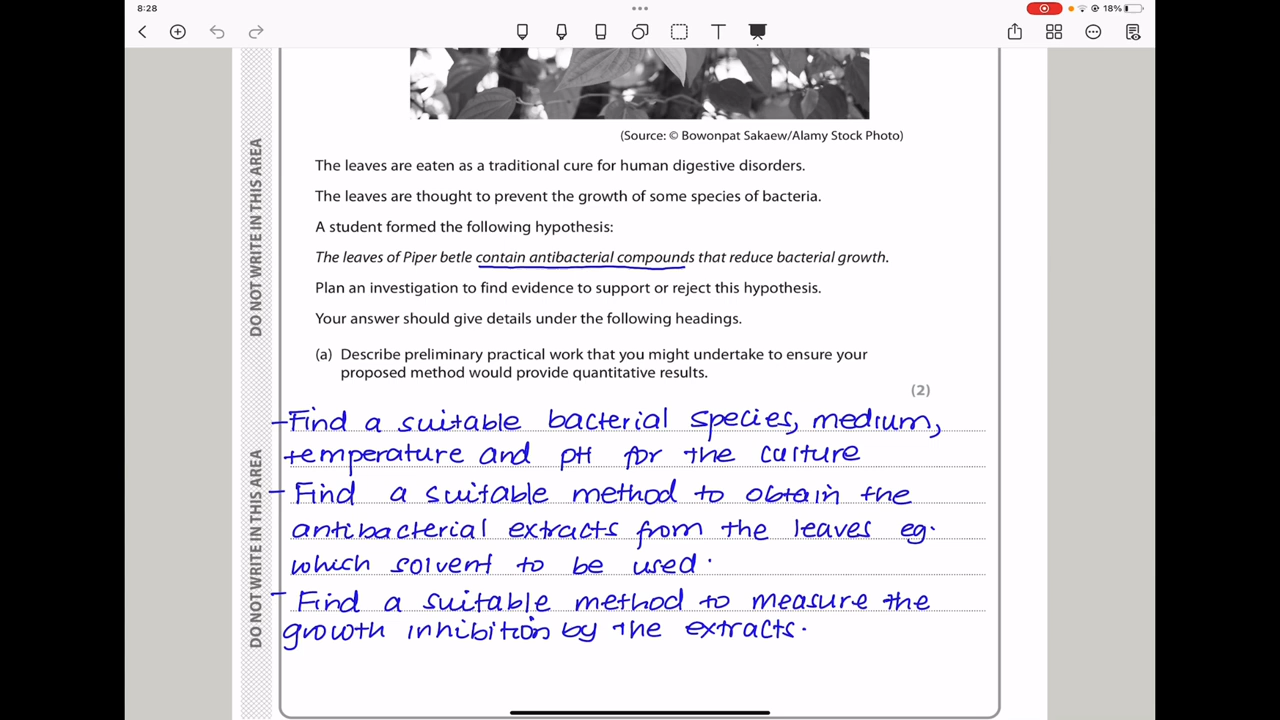 8:28
18%
T
(Source: © Bowonpat Sakaew/Alamy Stock Photo)
The leaves are eaten as a traditional cure for human digestive disorders.
The leaves are thought to prevent the growth of some species of bacteria.
A student formed the following hypothesis:
The leaves of Piper betle contain antibacterial compounds that reduce bacterial growth.
Plan an investigation to find evidence to support or reject this hypothesis.
Your answer should give details under the following headings.
(a) Describe preliminary practical work that you might undertake to ensure your
proposed method would provide quantitative results.
(2)
- Find a suitable bacterial species, medium,
temperature and pH for the culture
- Find a suitable method to obtain the
antibacterial extracts from the leaves eg.
which solvent to be used.
- Find a suitable method to measure the
growth inhibition by the extracts.
DO NOT WRITE IN THIS AREA
DO NOT WRITE IN THIS AREA